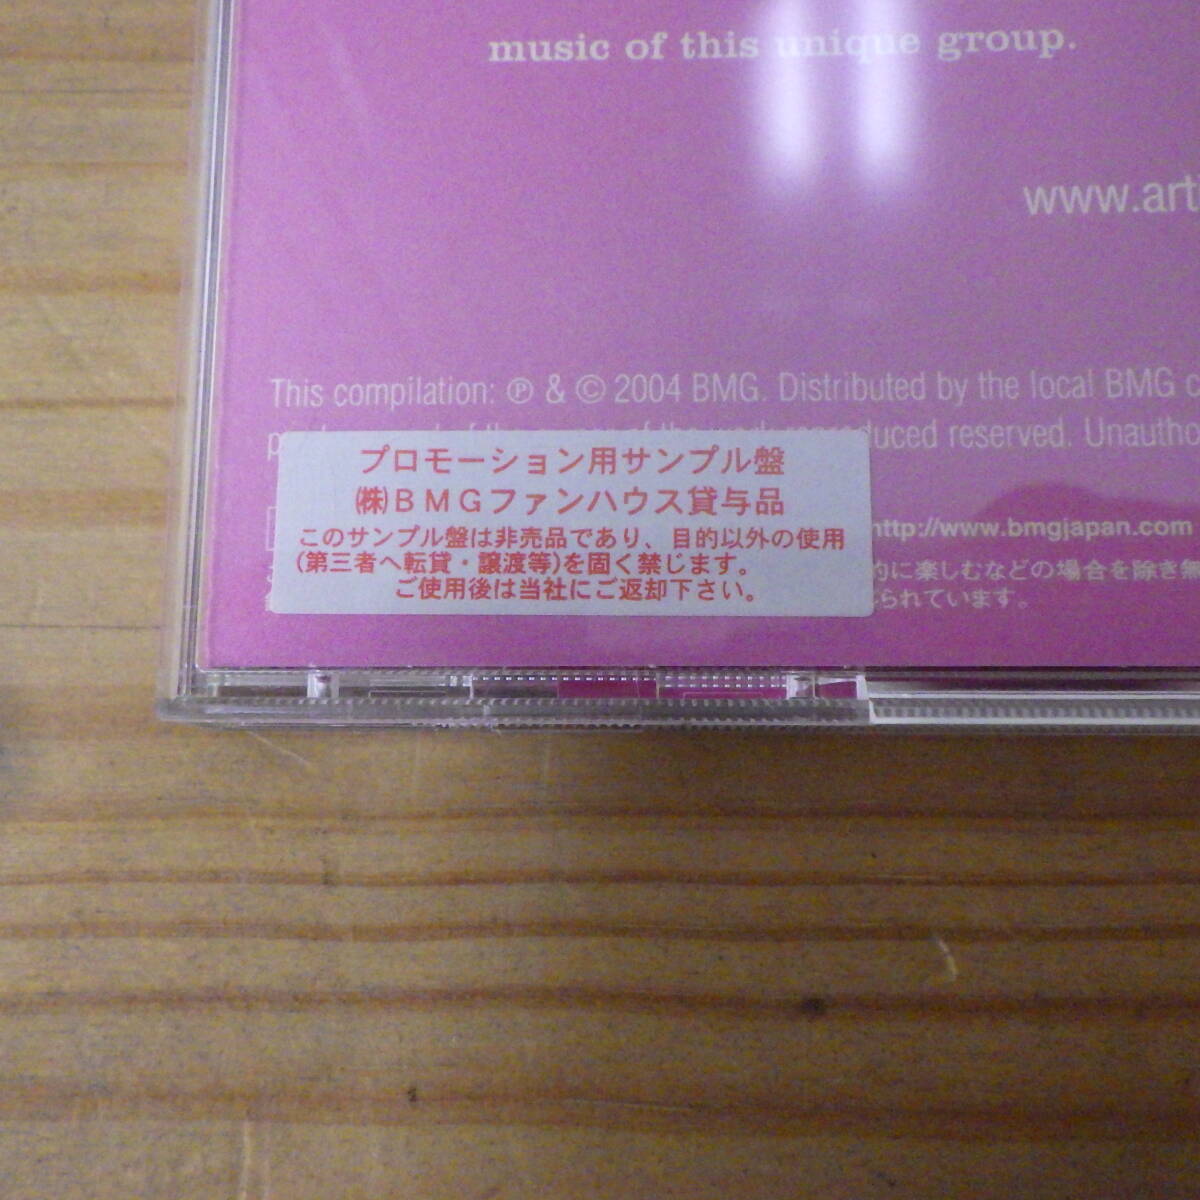 music of this unique group.
www.arti
This compilation: ℗ & © 2004 BMG. Distributed by the local BMG c
reproduced reserved. Unautho
プロモーション用サンプル盤
㈱BMGファンハウス貸与品
このサンプル盤は非売品であり、目的以外の使用
(第三者へ転貸・譲渡等)を固く禁じます。
ご使用後は当社にご返却下さい。
http://www.bmgjapan.com
的に楽しむなどの場合を除き無
られています。